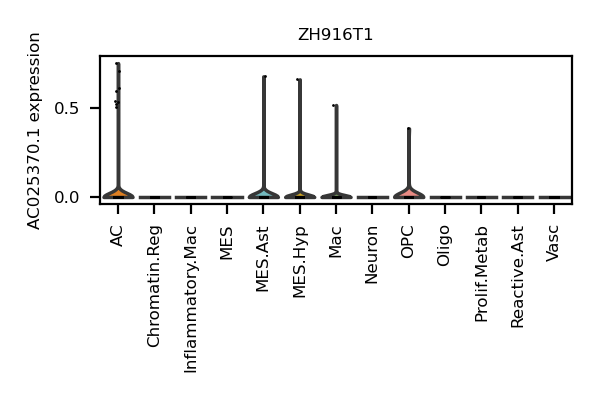 ZH916T1
AC025370.1 expression
0.5
0.0
AC
Chromatin.Reg
Inflammatory.Mac
MES
MES.Ast
MES.Hyp
Mac
Neuron
OPC
Oligo
Prolif.Metab
Reactive.Ast
Vasc